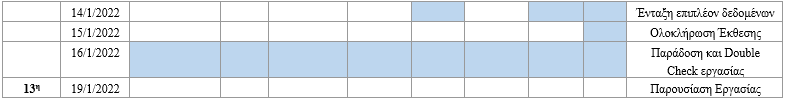 14/1/2022 Ένταξη επιπλέον δεδομένων
15/1/2022 Ολοκλήρωση Έκθεσης
16/1/2022 Παράδοση και Double
Check εργασίας
13η 19/1/2022 Παρουσίαση Εργασίας